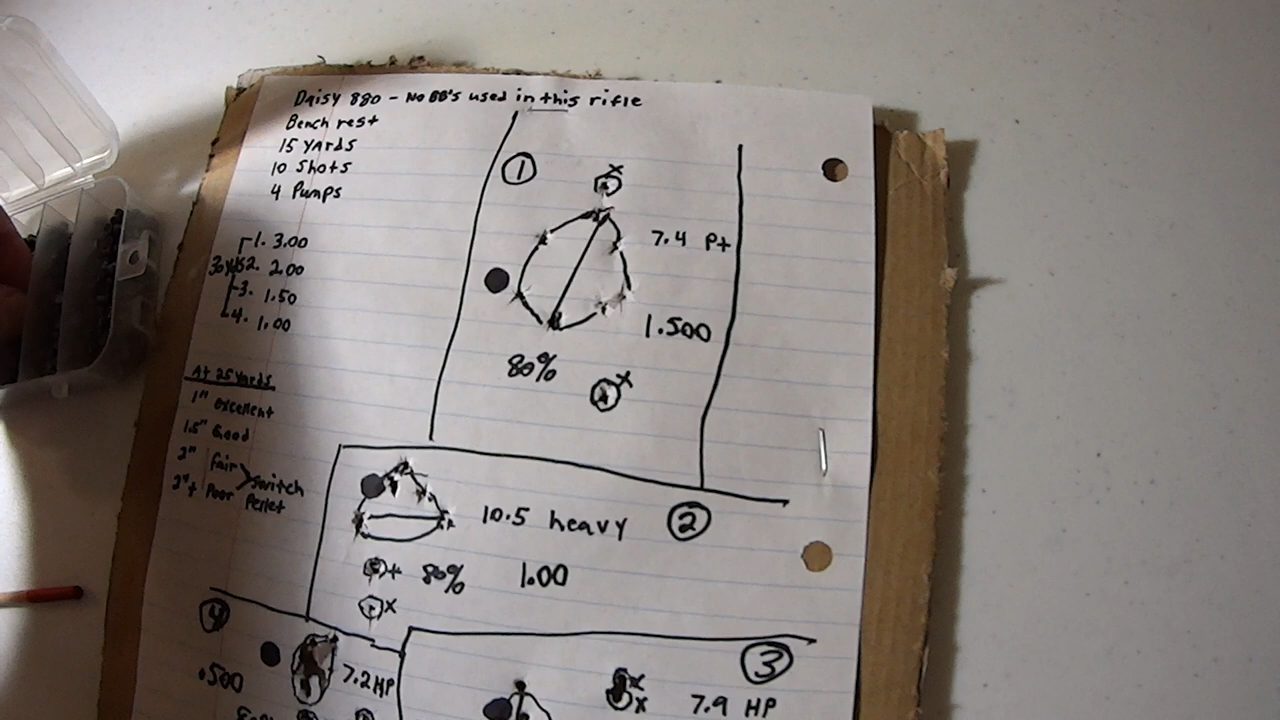 Daisy 880 - No BB's used in this rifle
Bench rest
15 yards
10 Shots
4 Pumps
1. 3.00
30 yds 2. 2.00
3. 1.50
4. 1.00
At 25 yards
1" excellent
1.5" Good
2" fair
2"+ Poor
switch
Pellet
1
x
7.4 Pt
1.500
80%
x
10.5 heavy 2
+ 80% 1.00
x
4
.500 7.2 HP
3
x
x 7.9 HP